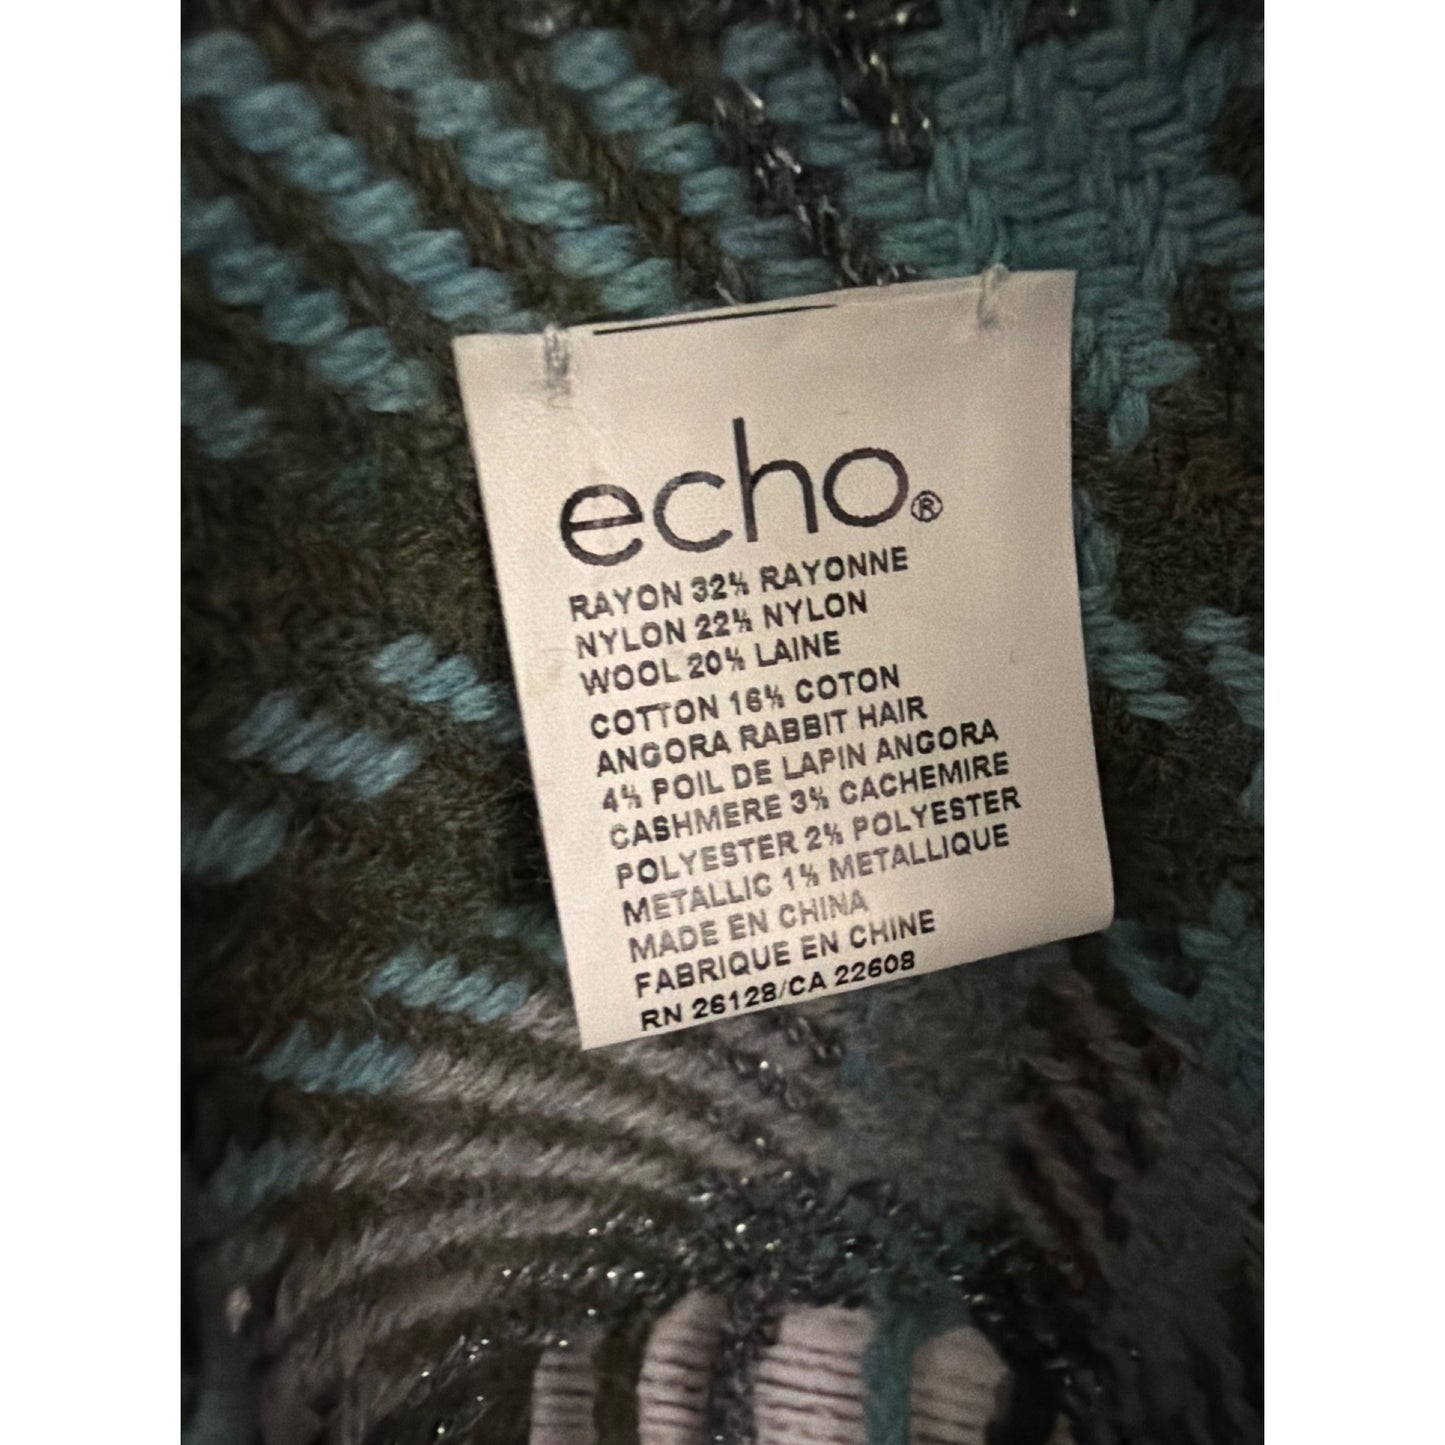 echo®
RAYON 32% RAYONNE
NYLON 22% NYLON
WOOL 20% LAINE
COTTON 16% COTON
ANGORA RABBIT HAIR
4% POIL DE LAPIN ANGORA
CASHMERE 3% CACHEMIRE
POLYESTER 2% POLYESTER
METALLIC 1% METALLIQUE
MADE EN CHINA
FABRIQUE EN CHINE
RN 26128/CA 22608